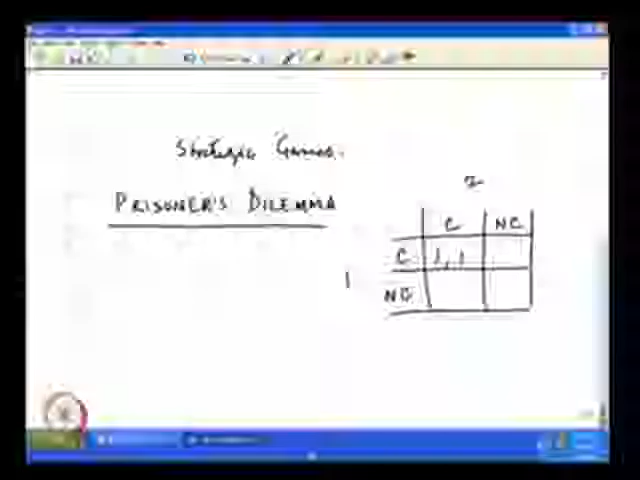 Strategic Games.
PRISONER'S DILEMMA
2
C NC
C 1, 1
1
NC